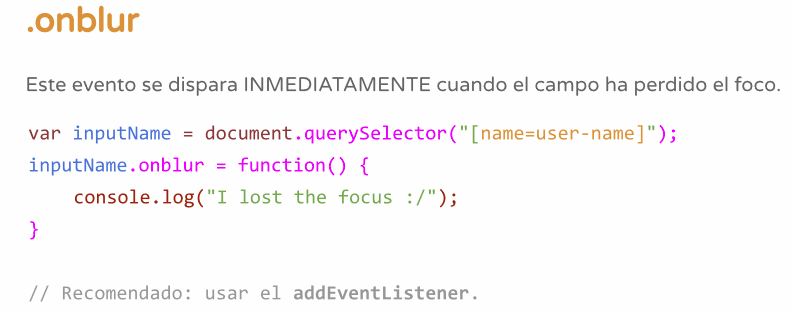 .onblur
Este evento se dispara INMEDIATAMENTE cuando el campo ha perdido el foco.
var inputName = document.querySelector("[name=user-name]");
inputName.onblur = function() {
    console.log("I lost the focus :/");
}
// Recomendado: usar el addEventListener.